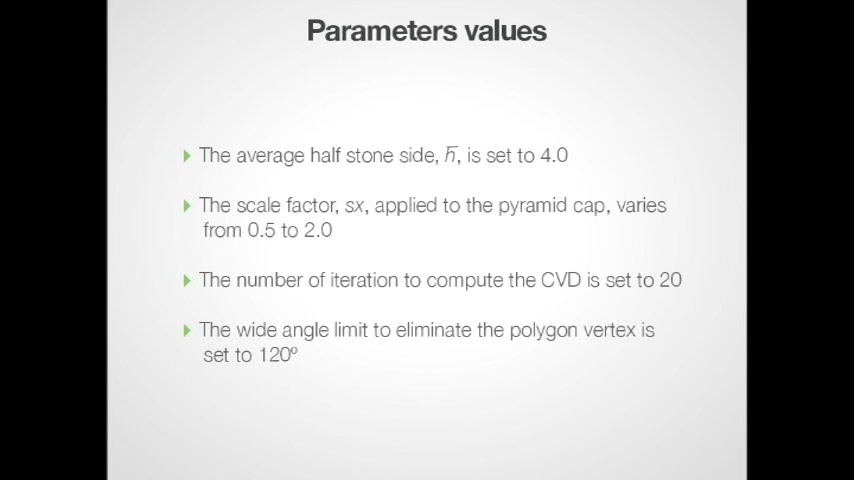 Parameters values
The average half stone side, h̅, is set to 4.0
The scale factor, sx, applied to the pyramid cap, varies
from 0.5 to 2.0
The number of iteration to compute the CVD is set to 20
The wide angle limit to eliminate the polygon vertex is
set to 120º